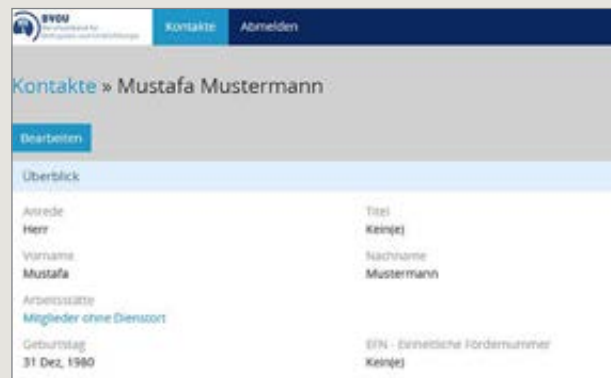 BVOU
Kontakte
Abmelden
Kontakte » Mustafa Mustermann
Bearbeiten
Überblick
Anrede
Titel
Herr
Kein(e)
Vorname
Nachname
Mustafa
Mustermann
Arbeitsstätte
Mitglieder ohne Dienstort
Geburtstag
EFN - Einheitliche Fördernummer
31 Dez, 1980
Kein(e)